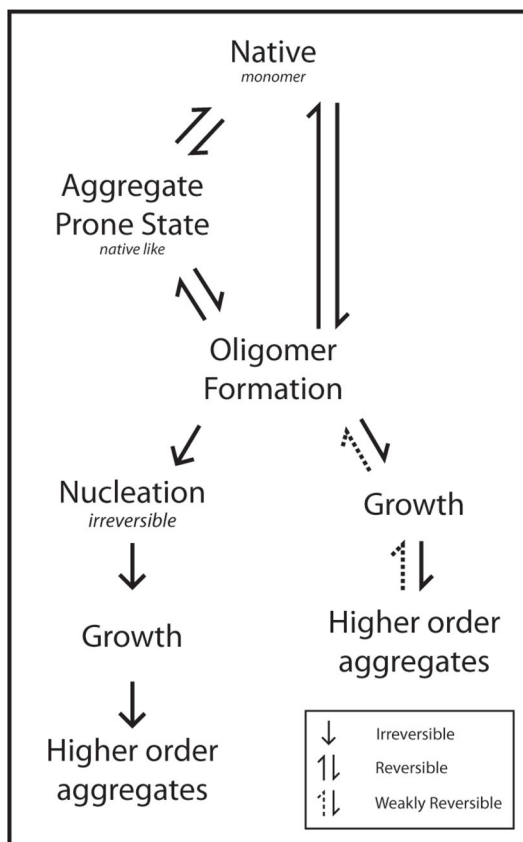 Native
monomer
Aggregate
Prone State
native like
Oligomer
Formation
Nucleation
irreversible
Growth
Growth
Higher order
aggregates
Higher order
aggregates
Irreversible
Reversible
Weakly Reversible